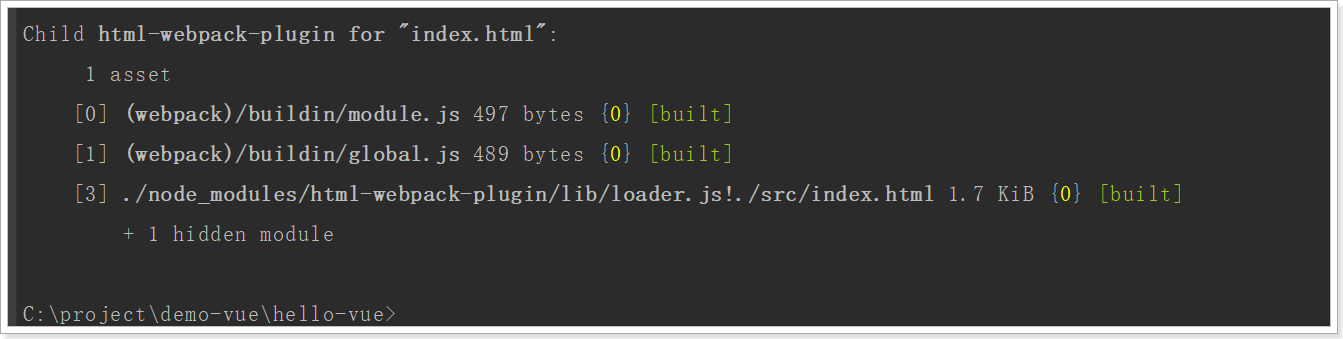 Child html-webpack-plugin for "index.html":
1 asset
[0] (webpack)/buildin/module.js 497 bytes {0} [built]
[1] (webpack)/buildin/global.js 489 bytes {0} [built]
[3] ./node_modules/html-webpack-plugin/lib/loader.js!./src/index.html 1.7 KiB {0} [built]
+ 1 hidden module
C:\project\demo-vue\hello-vue>